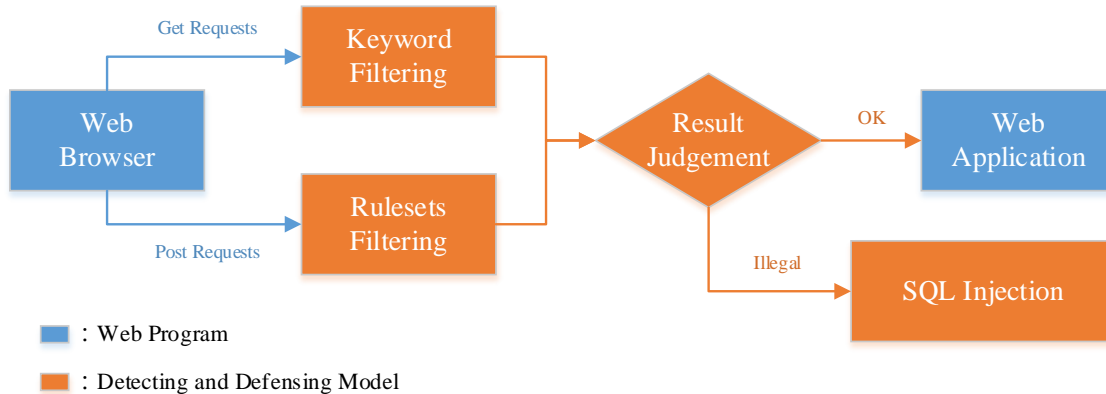 Get Requests
Keyword
Filtering
Web
Browser
Result
Judgement
OK
Web
Application
Rulesets
Filtering
Post Requests
Illegal
SQL Injection
: Web Program
: Detecting and Defensing Model